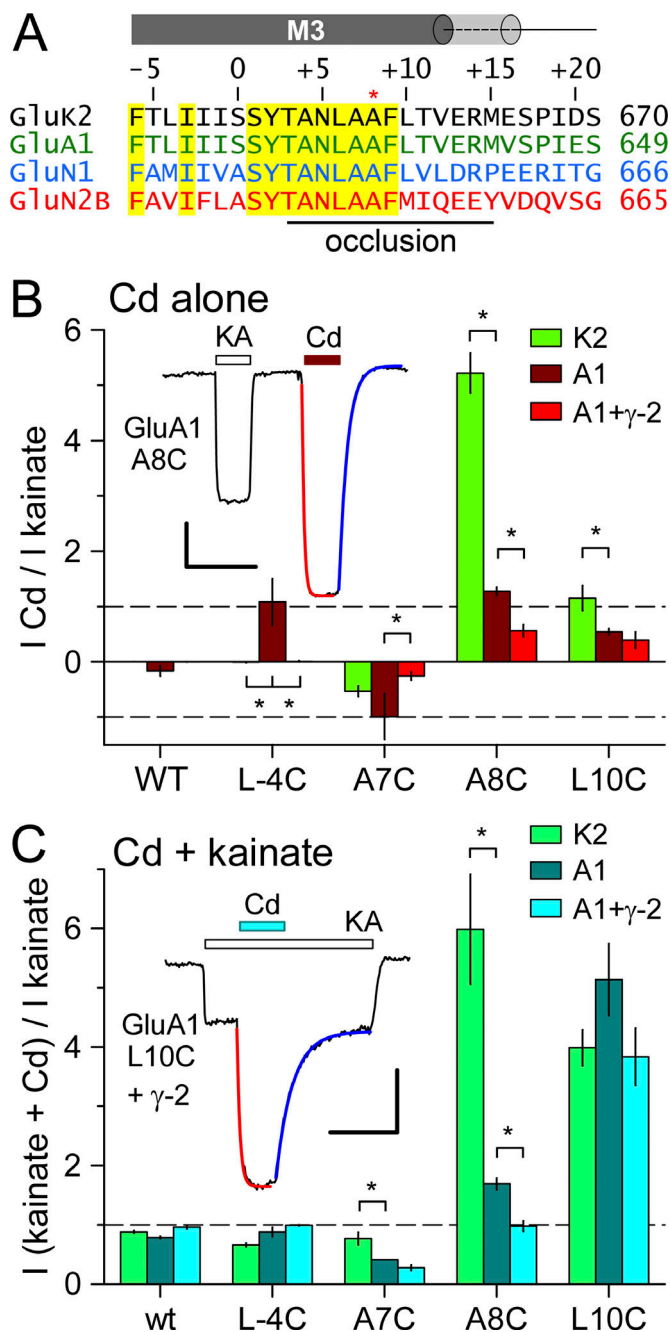 A
M3
-5 0 +5 +10 +15 +20
*
GluK2 FTLIIIISSYTANLAAFLTVERMESPIDS 670
GluA1 FTLIIISSYTANLAAFLTVERMVSPIES 649
GluN1 FAMIIVASYTANLAAFLVLDRPEERITG 666
GluN2B FAVIFLASYTANLAAFMIQEEYVDQVSG 665
occlusion
B Cd alone
I Cd / I kainate
6
4
2
0
KA Cd
GluA1
A8C
K2
A1
A1+γ-2
* * * * * *
WT L-4C A7C A8C L10C
C Cd + kainate
I (kainate + Cd) / I kainate
6
4
2
0
Cd
KA
GluA1
L10C
+ γ-2
K2
A1
A1+γ-2
* * *
wt L-4C A7C A8C L10C